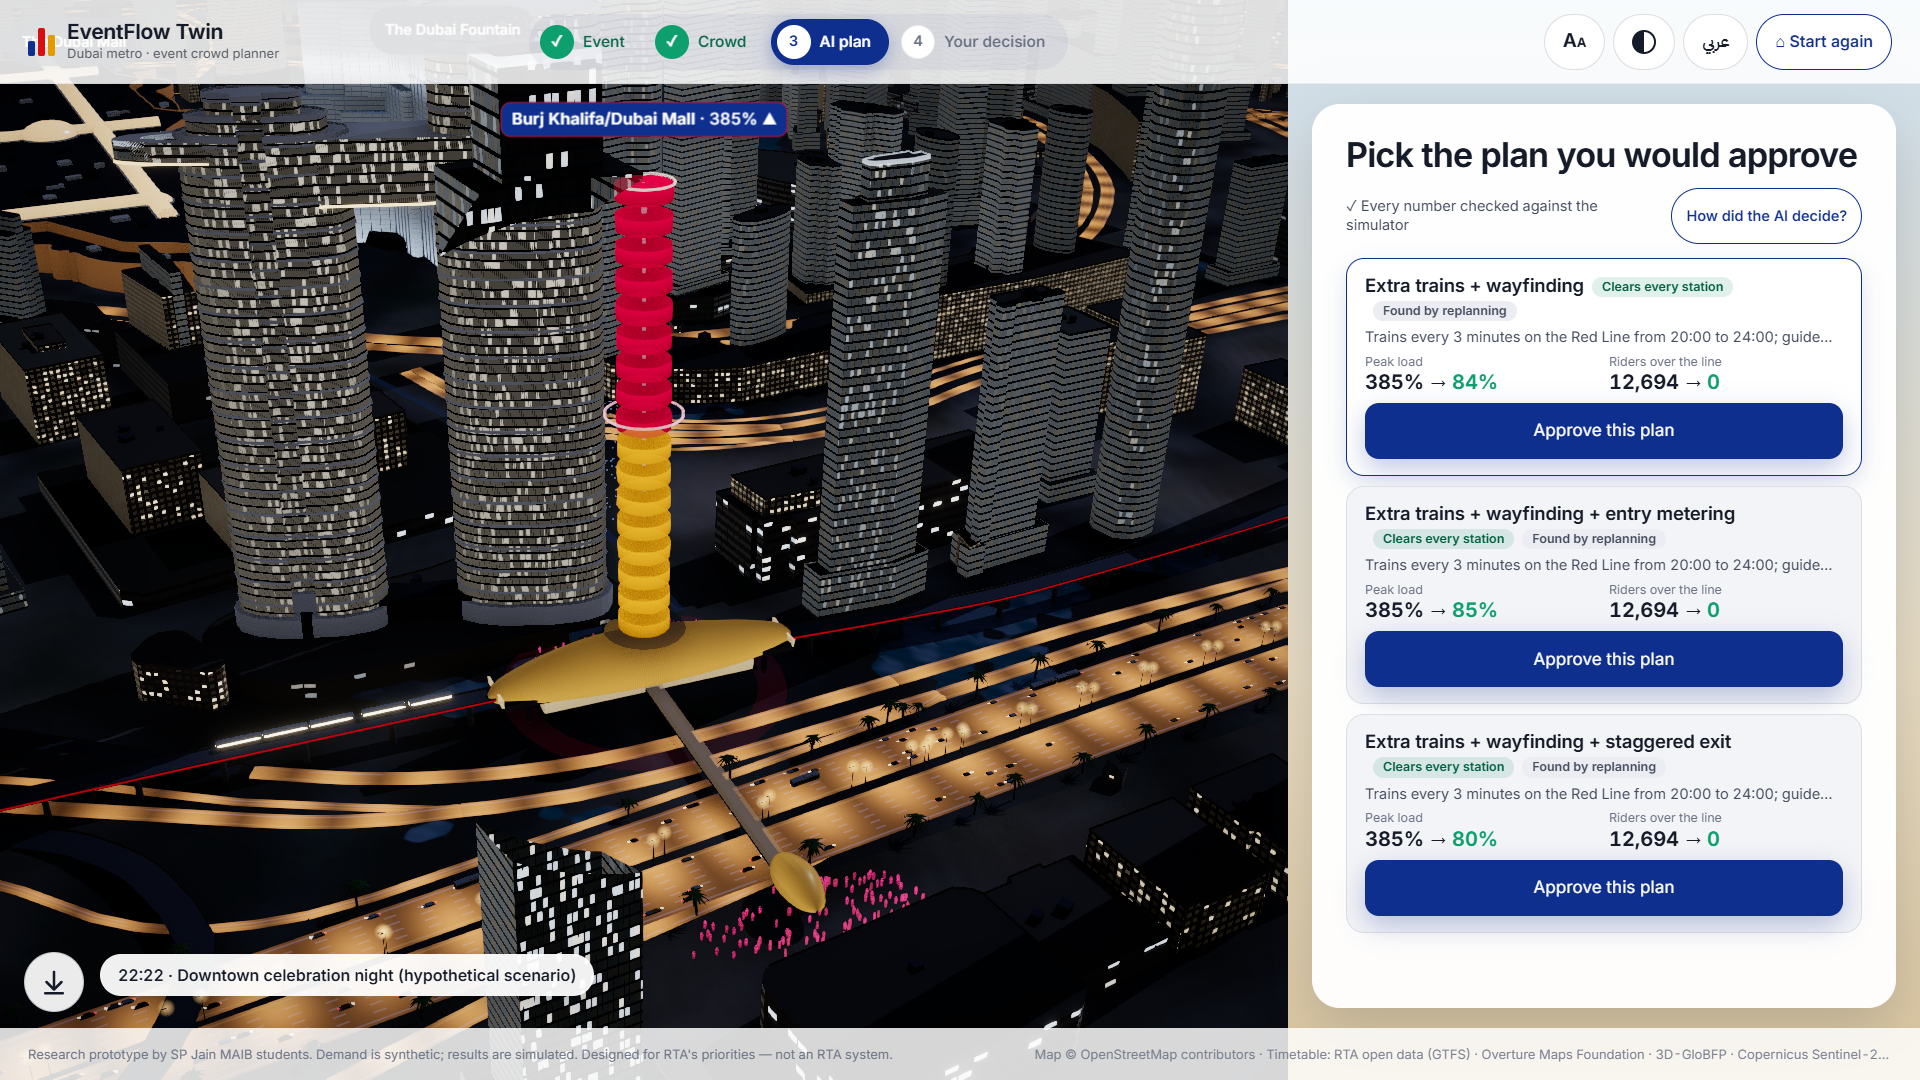 EventFlow Twin
Dubai metro · event crowd planner
The Dubai Fountain
✓ Event
✓ Crowd
3 AI plan
4 Your decision
AA
عربي
⌂ Start again
Burj Khalifa/Dubai Mall · 385% ▲
Pick the plan you would approve
✓ Every number checked against the
simulator
How did the AI decide?
Extra trains + wayfinding Clears every station
Found by replanning
Trains every 3 minutes on the Red Line from 20:00 to 24:00; guide...
Peak load Riders over the line
385% → 84% 12,694 → 0
Approve this plan
Extra trains + wayfinding + entry metering
Clears every station Found by replanning
Trains every 3 minutes on the Red Line from 20:00 to 24:00; guide...
Peak load Riders over the line
385% → 85% 12,694 → 0
Approve this plan
Extra trains + wayfinding + staggered exit
Clears every station Found by replanning
Trains every 3 minutes on the Red Line from 20:00 to 24:00; guide...
Peak load Riders over the line
385% → 80% 12,694 → 0
Approve this plan
22:22 · Downtown celebration night (hypothetical scenario)
Research prototype by SP Jain MAIB students. Demand is synthetic; results are simulated. Designed for RTA's priorities — not an RTA system.
Map © OpenStreetMap contributors · Timetable: RTA open data (GTFS) · Overture Maps Foundation · 3D-GloBFP · Copernicus Sentinel-2...